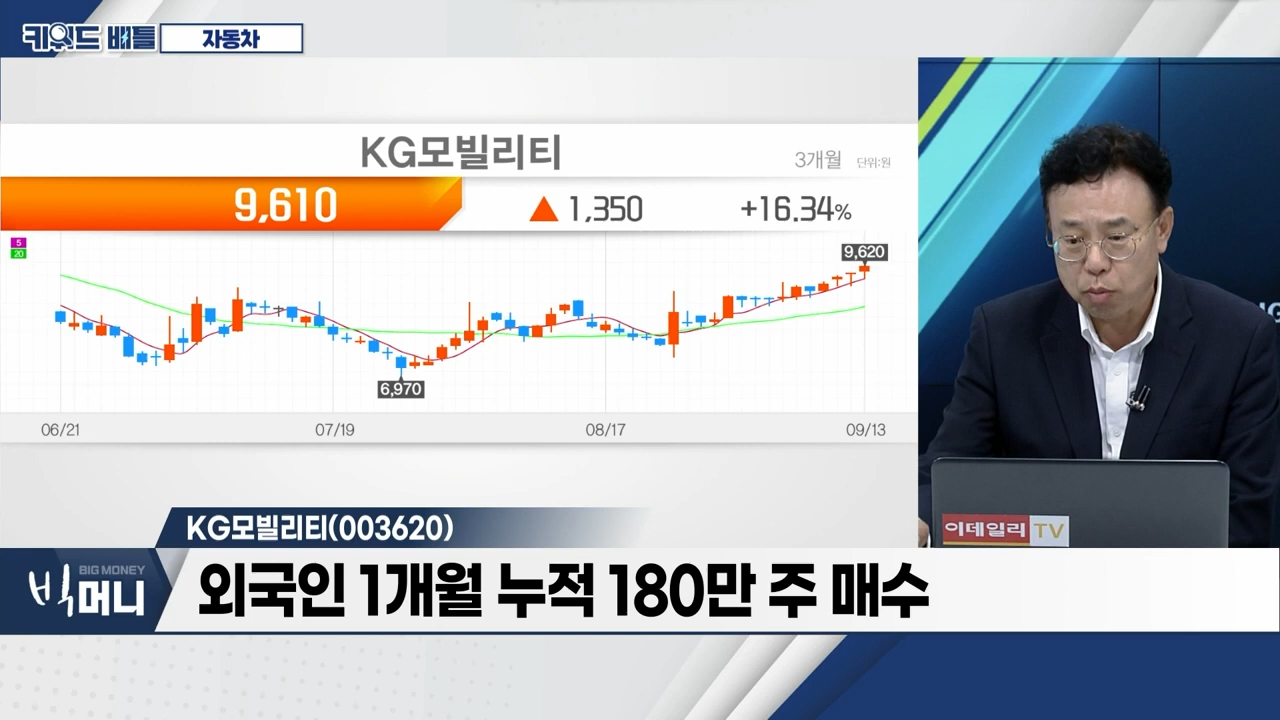 키워드 배틀 자동차
KG모빌리티
3개월 단위:원
9,610 ▲ 1,350 +16.34%
5
20
9,620
6,970
06/21 07/19 08/17 09/13
이데일리TV
KG모빌리티(003620)
BIG MONEY
빅머니
외국인 1개월 누적 180만 주 매수